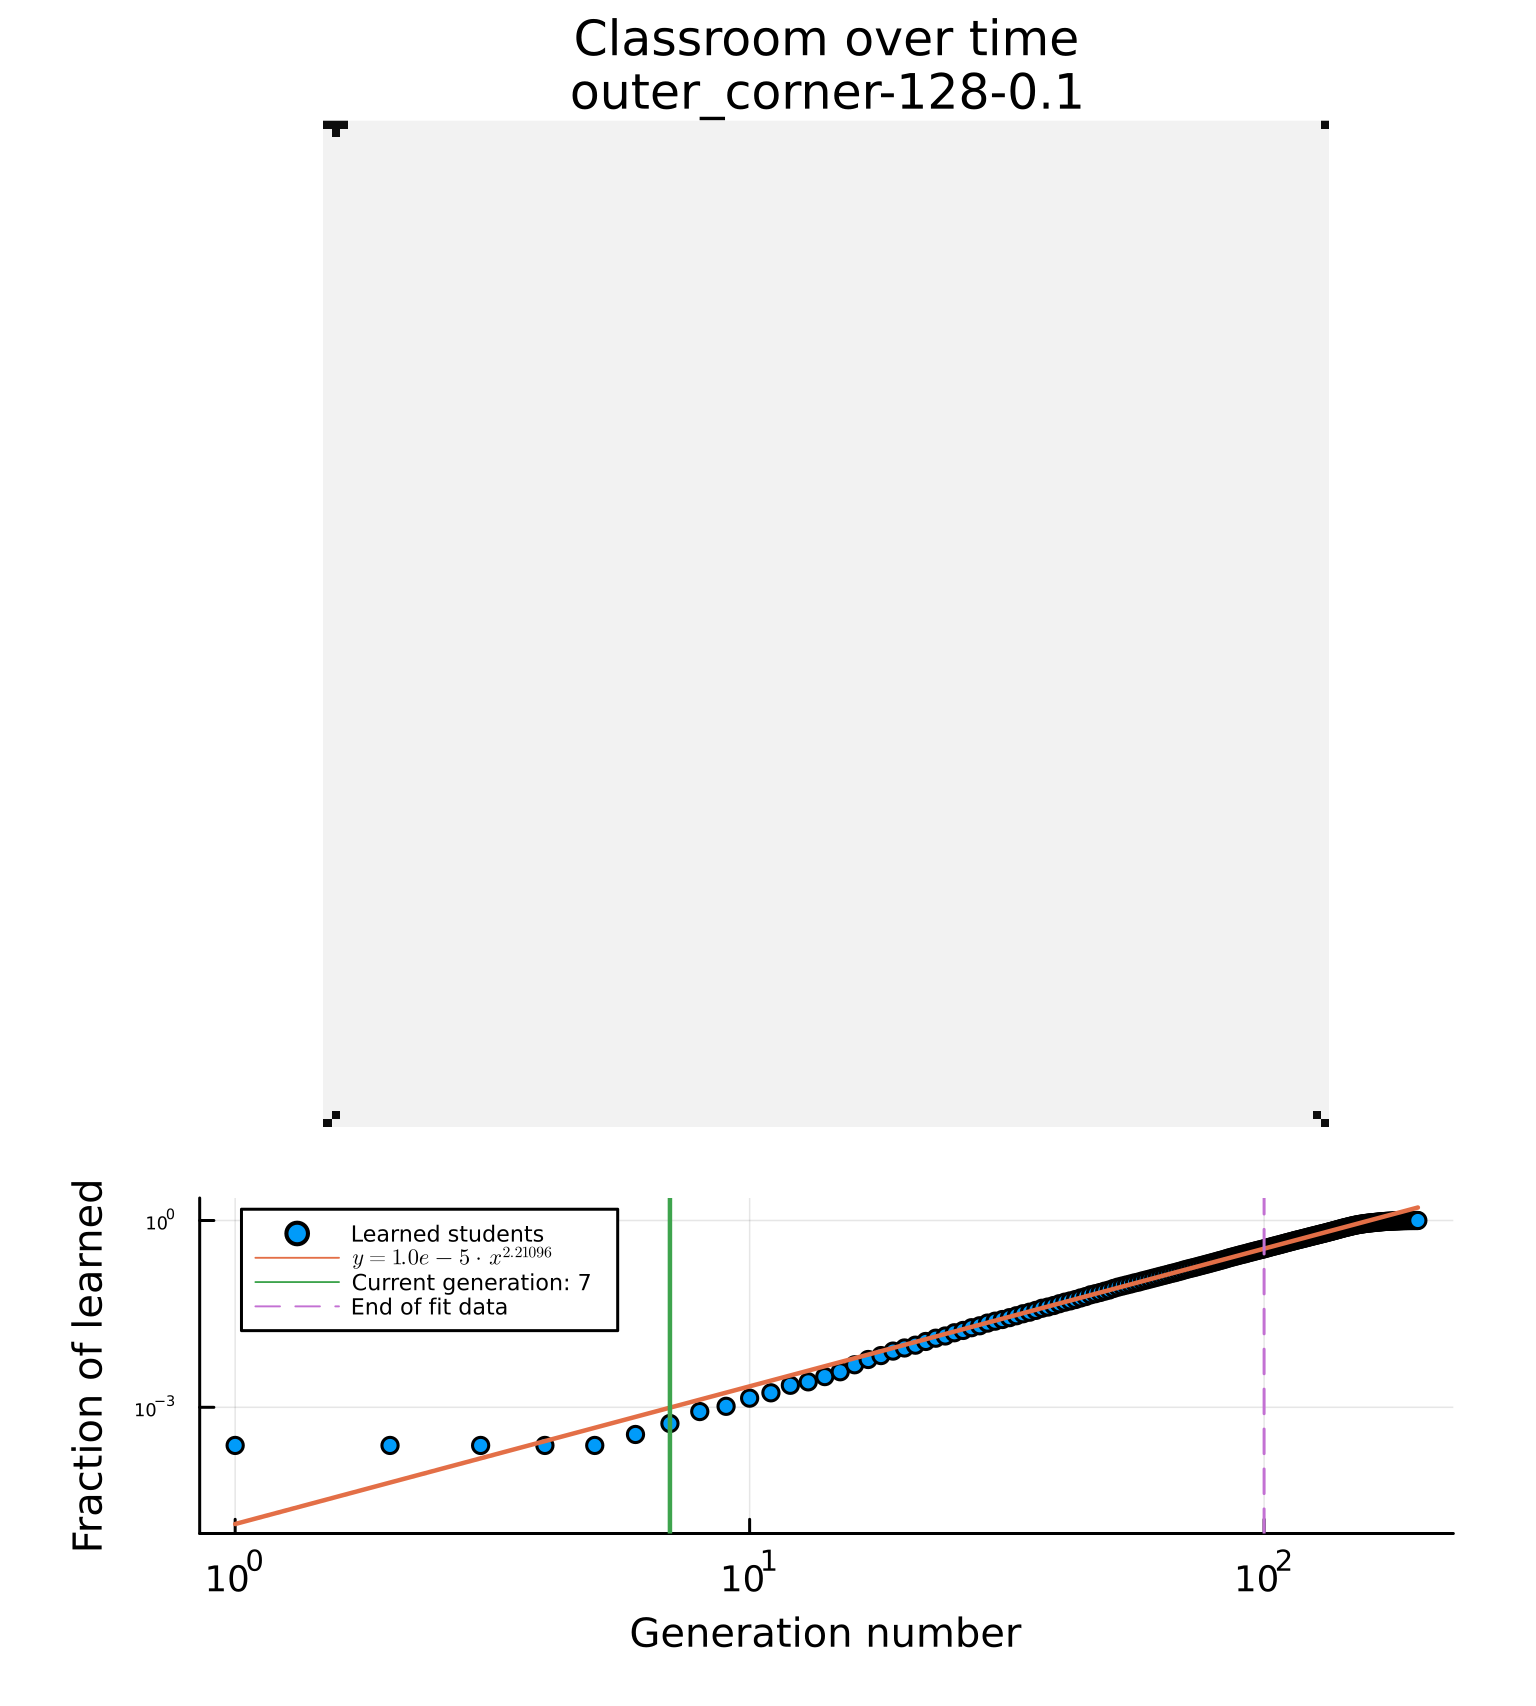 Classroom over time
outer_corner-128-0.1
Fraction of learned
10^0
10^-3
Learned students
y = 1.0e − 5 · x^2.21096
Current generation: 7
End of fit data
10^0 10^1 10^2
Generation number